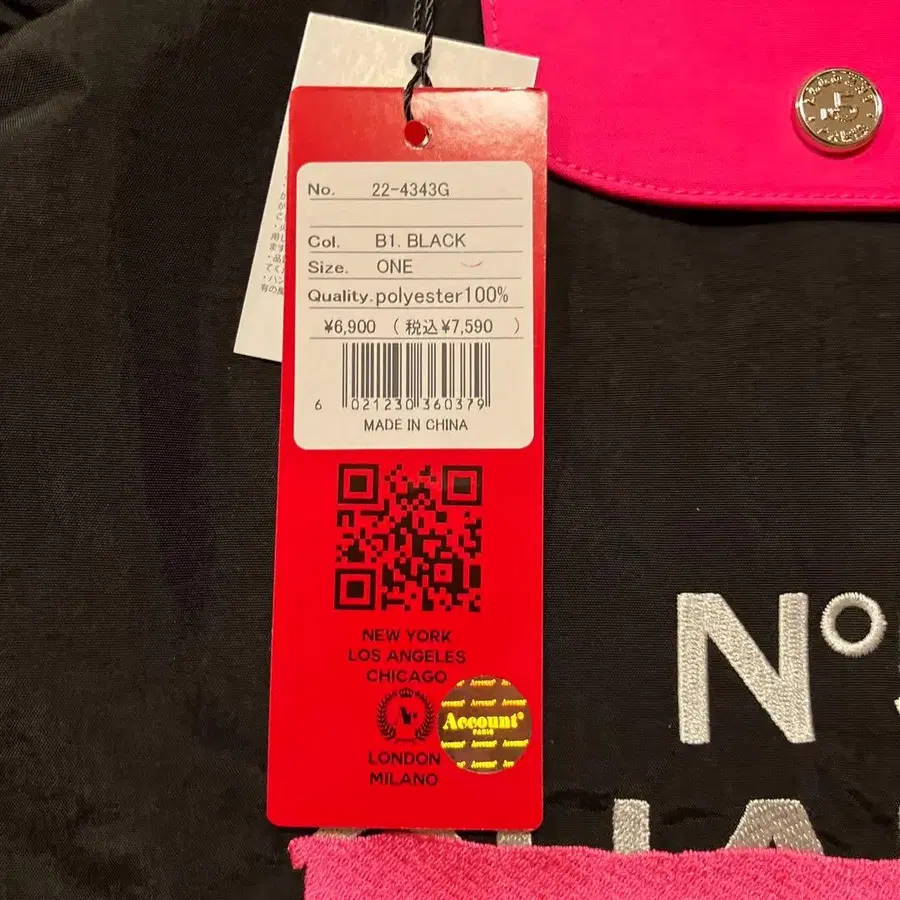 No. 22-4343G
Col. B1. BLACK
Size. ONE
Quality. polyester100%
¥6,900 ( 税込¥7,590 )
6 021230 360379
MADE IN CHINA
NEW YORK
LOS ANGELES
CHICAGO
Account®
PARIS
LONDON
MILANO
N°